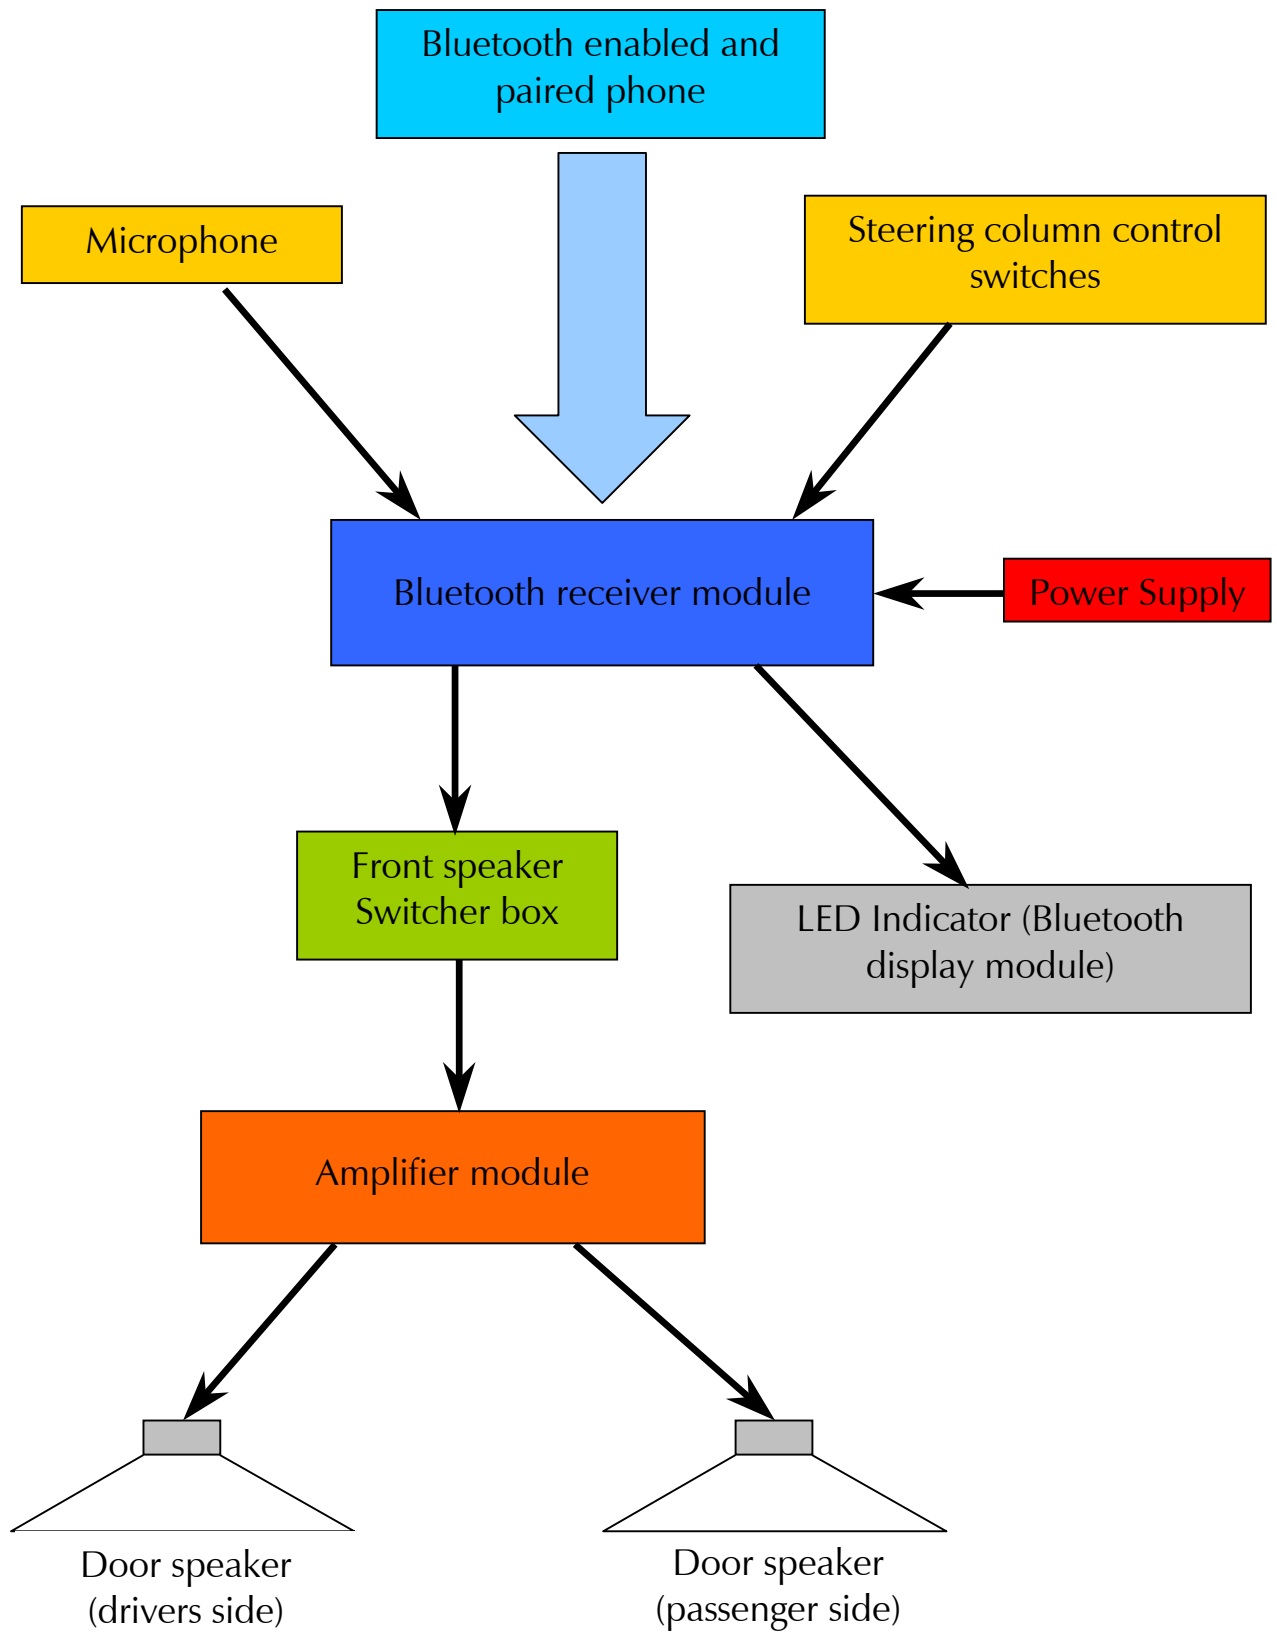 Bluetooth enabled and
paired phone
Microphone
Steering column control
switches
Bluetooth receiver module
Power Supply
Front speaker
Switcher box
LED Indicator (Bluetooth
display module)
Amplifier module
Door speaker
(drivers side)
Door speaker
(passenger side)